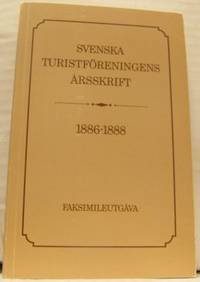 SVENSKA
TURISTFÖRENINGENS
ÅRSSKRIFT
1886-1888
FAKSIMILEUTGÅVA